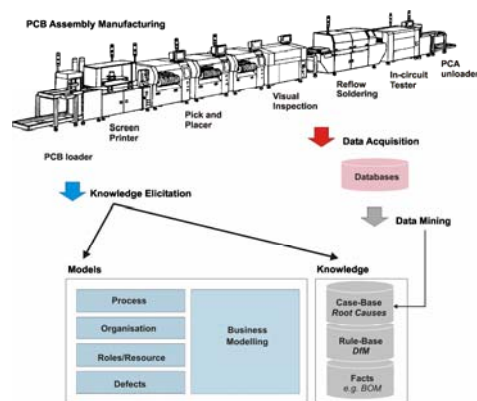 PCB Assembly Manufacturing
PCB loader
Screen
Printer
Pick and
Placer
Visual
Inspection
Reflow
Soldering
In-circuit
Tester
PCA
unloader
Data Acquisition
Databases
Knowledge Elicitation
Data Mining
Models
Process
Organisation
Roles/Resource
Defects
Business
Modelling
Knowledge
Case-Base
Root Causes
Rule-Base
DfM
Facts
e.g. BOM